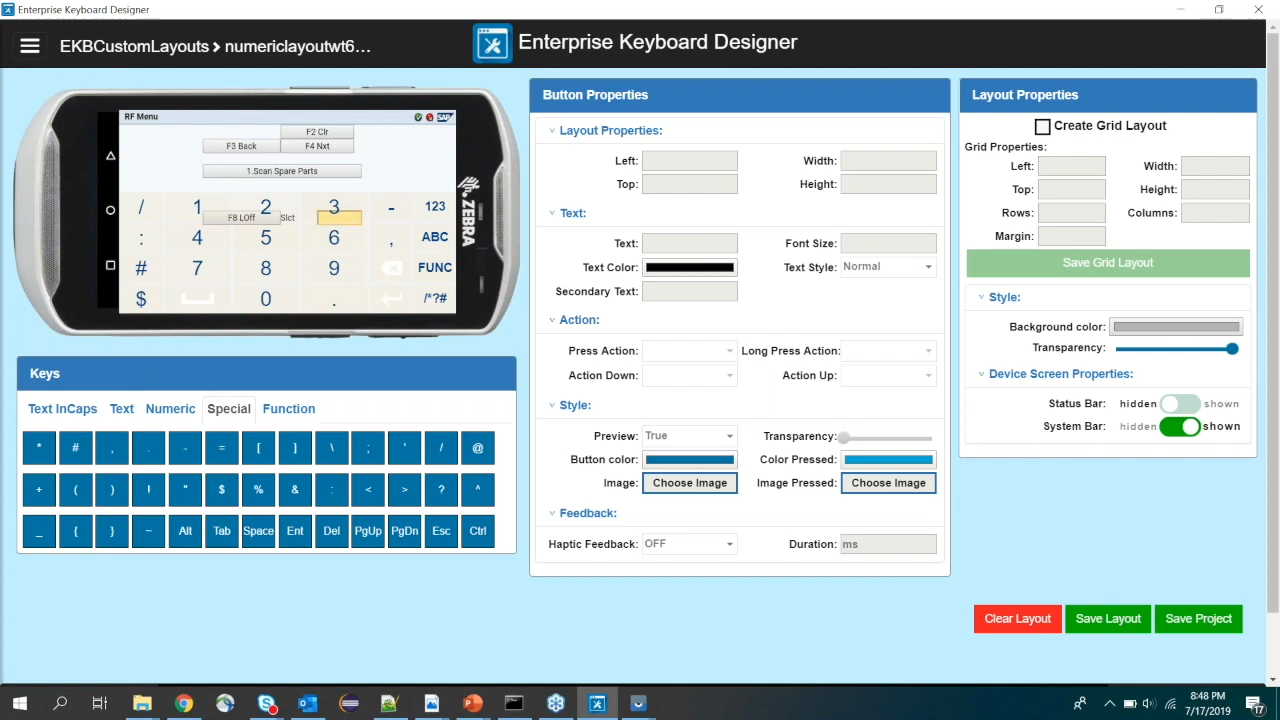 Enterprise Keyboard Designer
EKBCustomLayouts > numericlayoutwt6...
Enterprise Keyboard Designer
RF Menu
SAP
F2 Clr
F3 Back F4 Nxt
1.Scan Spare Parts
/ 1 2 3 - 123
F8 LOff Slct
: 4 5 6 , ABC
# 7 8 9 FUNC
$ 0 . /*?#
ZEBRA
Keys
Text InCaps Text Numeric Special Function
* # , . - = [ ] \ ; ' / @
+ ( ) ! " $ % & : < > ? ^
_ { } ~ Alt Tab Space Ent Del PgUp PgDn Esc Ctrl
Button Properties
Layout Properties:
Left: Width:
Top: Height:
Text:
Text: Font Size:
Text Color: Text Style: Normal
Secondary Text:
Action:
Press Action: Long Press Action:
Action Down: Action Up:
Style:
Preview: True Transparency:
Button color: Color Pressed:
Image: Choose Image Image Pressed: Choose Image
Feedback:
Haptic Feedback: OFF Duration: ms
Layout Properties
Create Grid Layout
Grid Properties:
Left: Width:
Top: Height:
Rows: Columns:
Margin:
Save Grid Layout
Style:
Background color:
Transparency:
Device Screen Properties:
Status Bar: hidden shown
System Bar: hidden shown
Clear Layout Save Layout Save Project
8:48 PM
7/17/2019
17